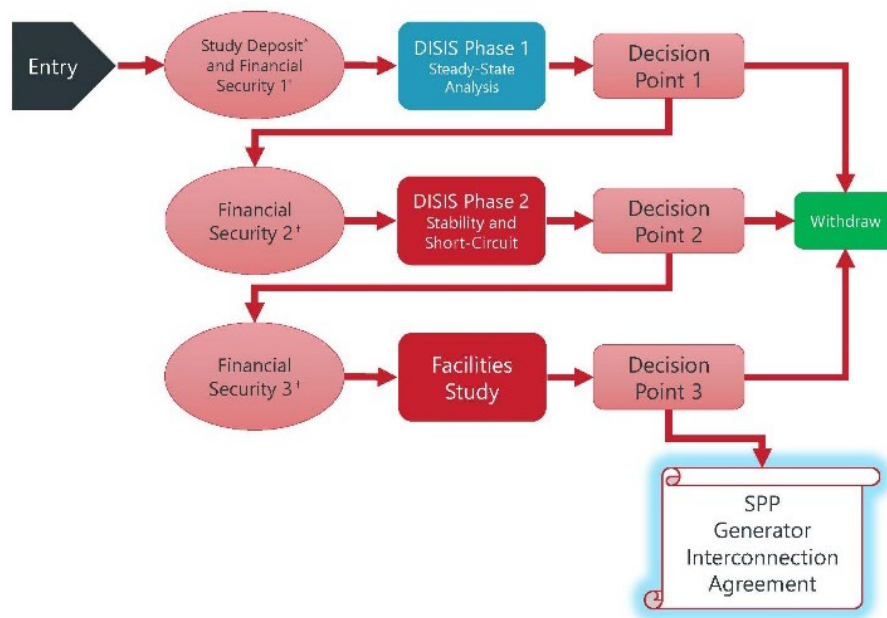 Entry
Study Deposit^
and Financial
Security 1†
DISIS Phase 1
Steady-State
Analysis
Decision
Point 1
Financial
Security 2†
DISIS Phase 2
Stability and
Short-Circuit
Decision
Point 2
Withdraw
Financial
Security 3†
Facilities
Study
Decision
Point 3
SPP
Generator
Interconnection
Agreement